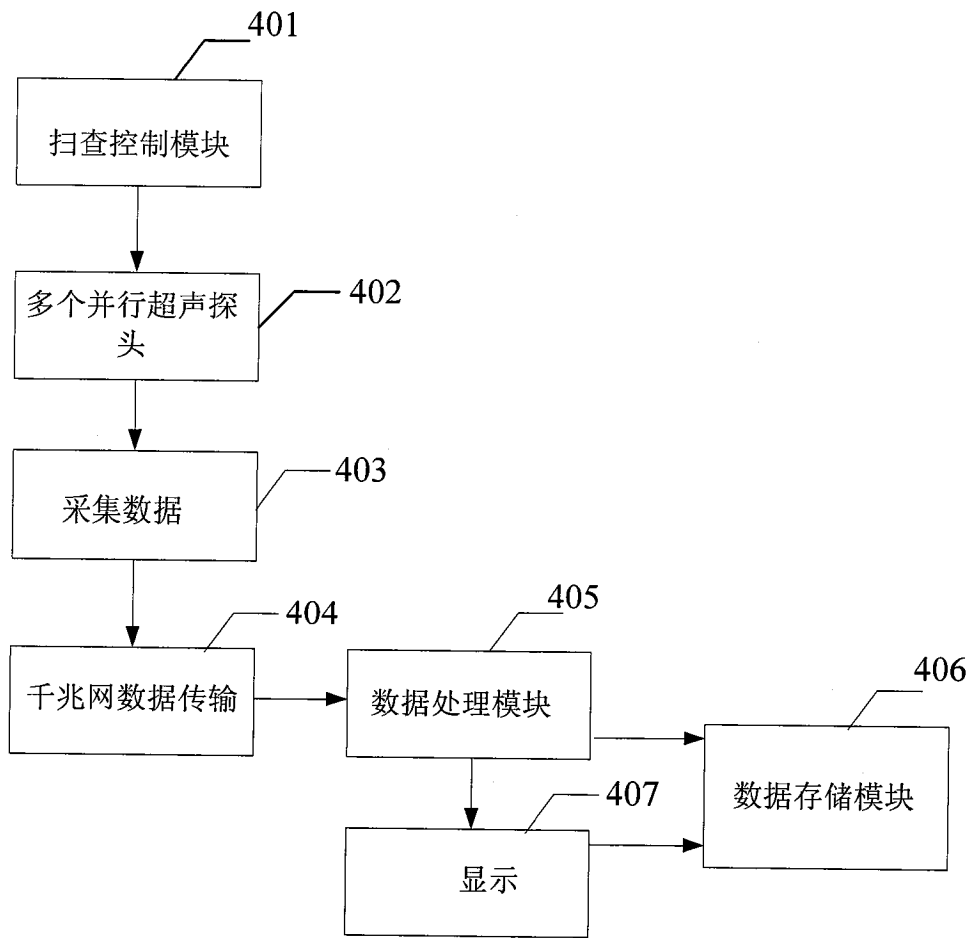 401
扫查控制模块
402
多个并行超声探
头
403
采集数据
404
千兆网数据传输
405
数据处理模块
406
数据存储模块
407
显示